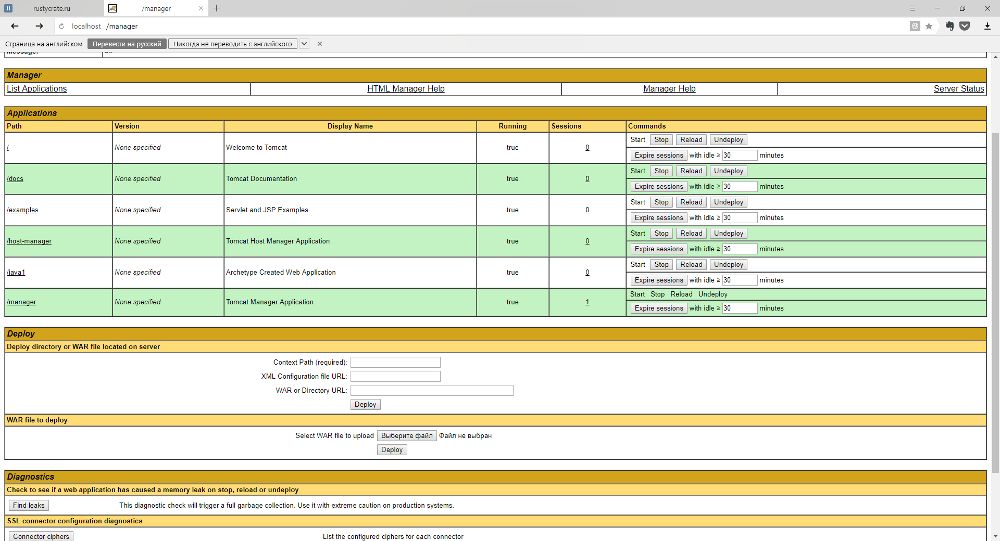 rustycrate.ru
/manager
localhost /manager
Страница на английском Перевести на русский Никогда не переводить с английского
Message: OK
Manager
List Applications HTML Manager Help Manager Help Server Status
Applications
Path Version Display Name Running Sessions Commands
/ None specified Welcome to Tomcat true 0 Start Stop Reload Undeploy
Expire sessions with idle ≥ 30 minutes
/docs None specified Tomcat Documentation true 0 Start Stop Reload Undeploy
Expire sessions with idle ≥ 30 minutes
/examples None specified Servlet and JSP Examples true 0 Start Stop Reload Undeploy
Expire sessions with idle ≥ 30 minutes
/host-manager None specified Tomcat Host Manager Application true 0 Start Stop Reload Undeploy
Expire sessions with idle ≥ 30 minutes
/java1 None specified Archetype Created Web Application true 0 Start Stop Reload Undeploy
Expire sessions with idle ≥ 30 minutes
/manager None specified Tomcat Manager Application true 1 Start Stop Reload Undeploy
Expire sessions with idle ≥ 30 minutes
Deploy
Deploy directory or WAR file located on server
Context Path (required):
XML Configuration file URL:
WAR or Directory URL:
Deploy
WAR file to deploy
Select WAR file to upload Выберите файл Файл не выбран
Deploy
Diagnostics
Check to see if a web application has caused a memory leak on stop, reload or undeploy
Find leaks This diagnostic check will trigger a full garbage collection. Use it with extreme caution on production systems.
SSL connector configuration diagnostics
Connector ciphers List the configured ciphers for each connector